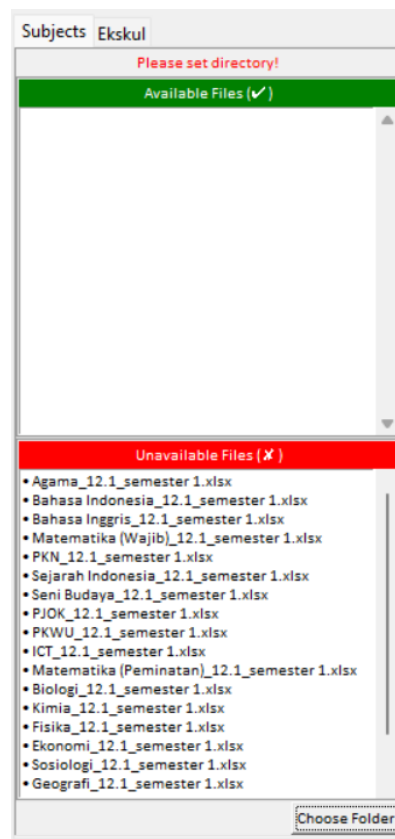 Subjects Ekskul
Please set directory!
Available Files (✔)
Unavailable Files (✘)
• Agama_12.1_semester 1.xlsx
• Bahasa Indonesia_12.1_semester 1.xlsx
• Bahasa Inggris_12.1_semester 1.xlsx
• Matematika (Wajib)_12.1_semester 1.xlsx
• PKN_12.1_semester 1.xlsx
• Sejarah Indonesia_12.1_semester 1.xlsx
• Seni Budaya_12.1_semester 1.xlsx
• PJOK_12.1_semester 1.xlsx
• PKWU_12.1_semester 1.xlsx
• ICT_12.1_semester 1.xlsx
• Matematika (Peminatan)_12.1_semester 1.xlsx
• Biologi_12.1_semester 1.xlsx
• Kimia_12.1_semester 1.xlsx
• Fisika_12.1_semester 1.xlsx
• Ekonomi_12.1_semester 1.xlsx
• Sosiologi_12.1_semester 1.xlsx
• Geografi_12.1_semester 1.xlsx
Choose Folder